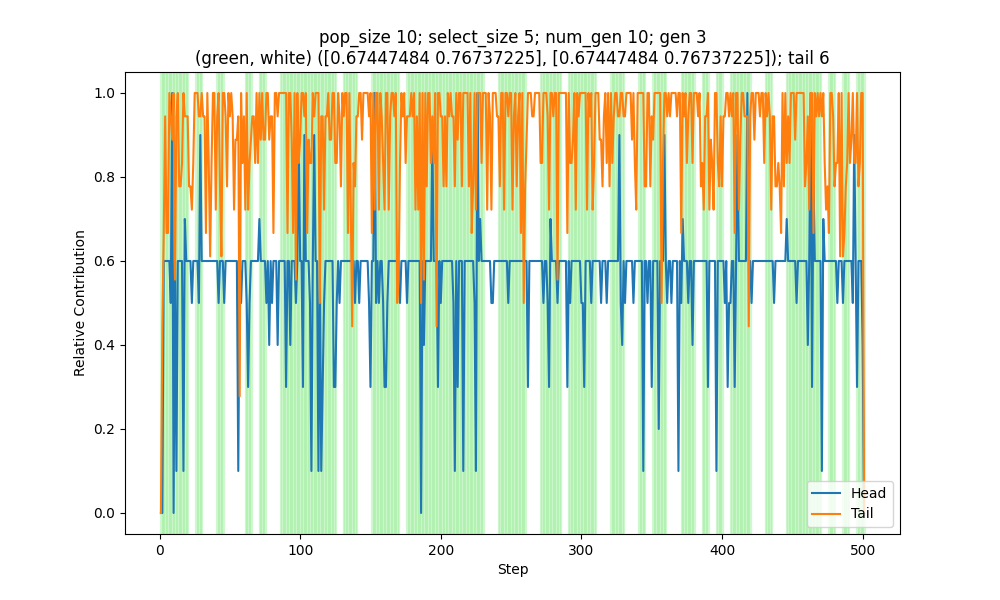 pop_size 10; select_size 5; num_gen 10; gen 3
(green, white) ([0.67447484 0.76737225], [0.67447484 0.76737225]); tail 6
Relative Contribution
1.0
0.8
0.6
0.4
0.2
0.0
0
100
200
300
400
500
Step
Head
Tail